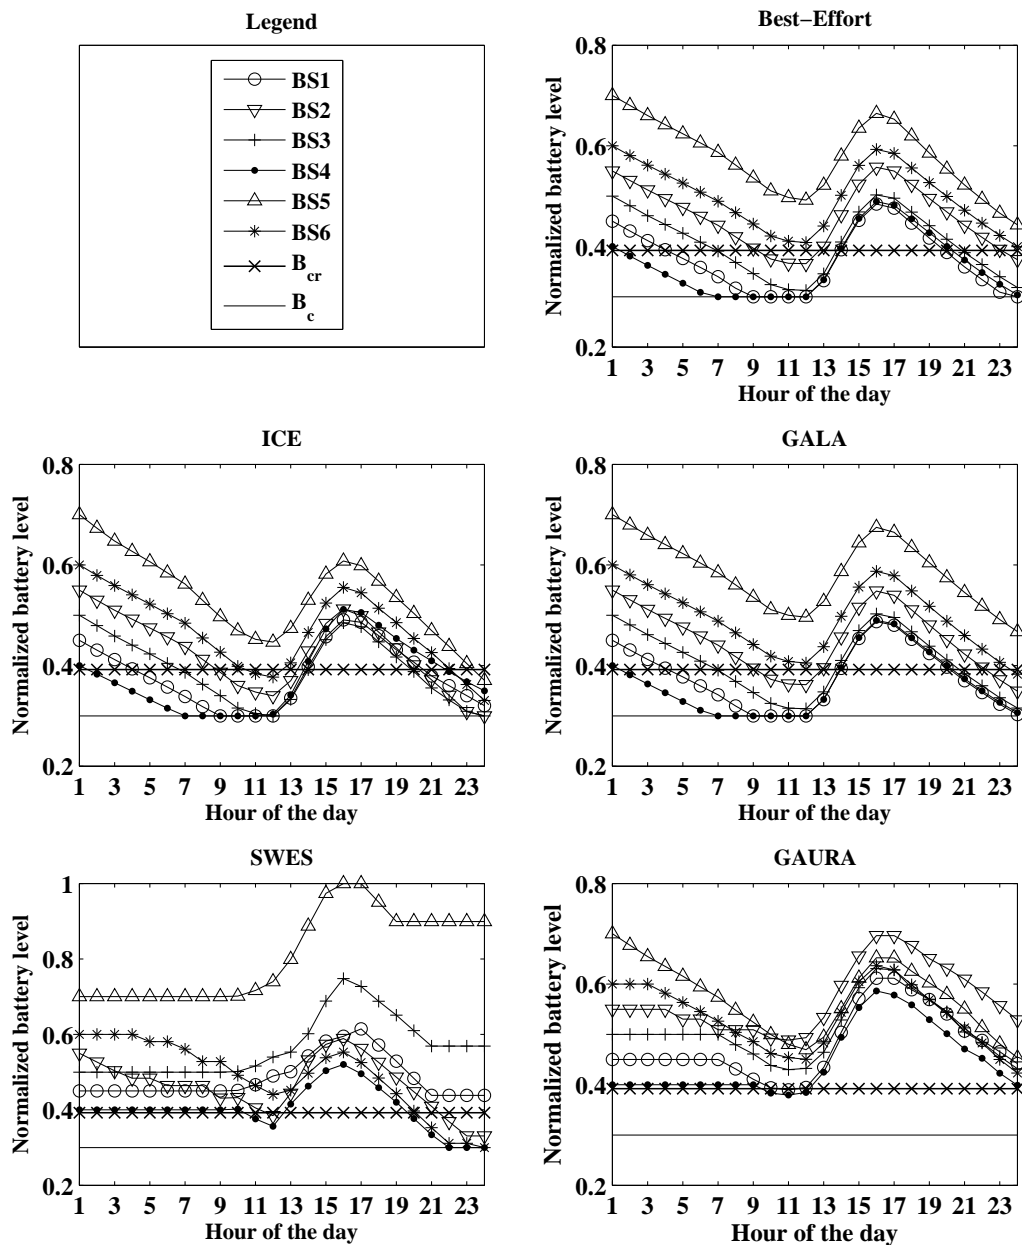 Legend
BS1
BS2
BS3
BS4
BS5
BS6
B_cr
B_c
Best−Effort
Normalized battery level
0.8
0.6
0.4
0.2
1 3 5 7 9 11 13 15 17 19 21 23
Hour of the day
ICE
Normalized battery level
0.8
0.6
0.4
0.2
1 3 5 7 9 11 13 15 17 19 21 23
Hour of the day
GALA
Normalized battery level
0.8
0.6
0.4
0.2
1 3 5 7 9 11 13 15 17 19 21 23
Hour of the day
SWES
Normalized battery level
1
0.8
0.6
0.4
0.2
1 3 5 7 9 11 13 15 17 19 21 23
Hour of the day
GAURA
Normalized battery level
0.8
0.6
0.4
0.2
1 3 5 7 9 11 13 15 17 19 21 23
Hour of the day